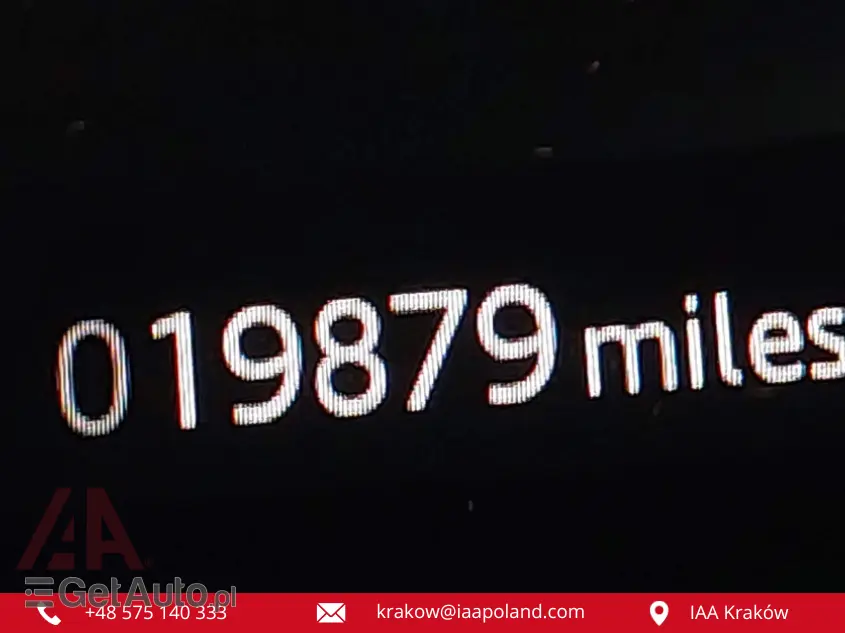 019879 miles
IAA
GetAuto.pl
+48 575 140 333
krakow@iaapoland.com
IAA Kraków